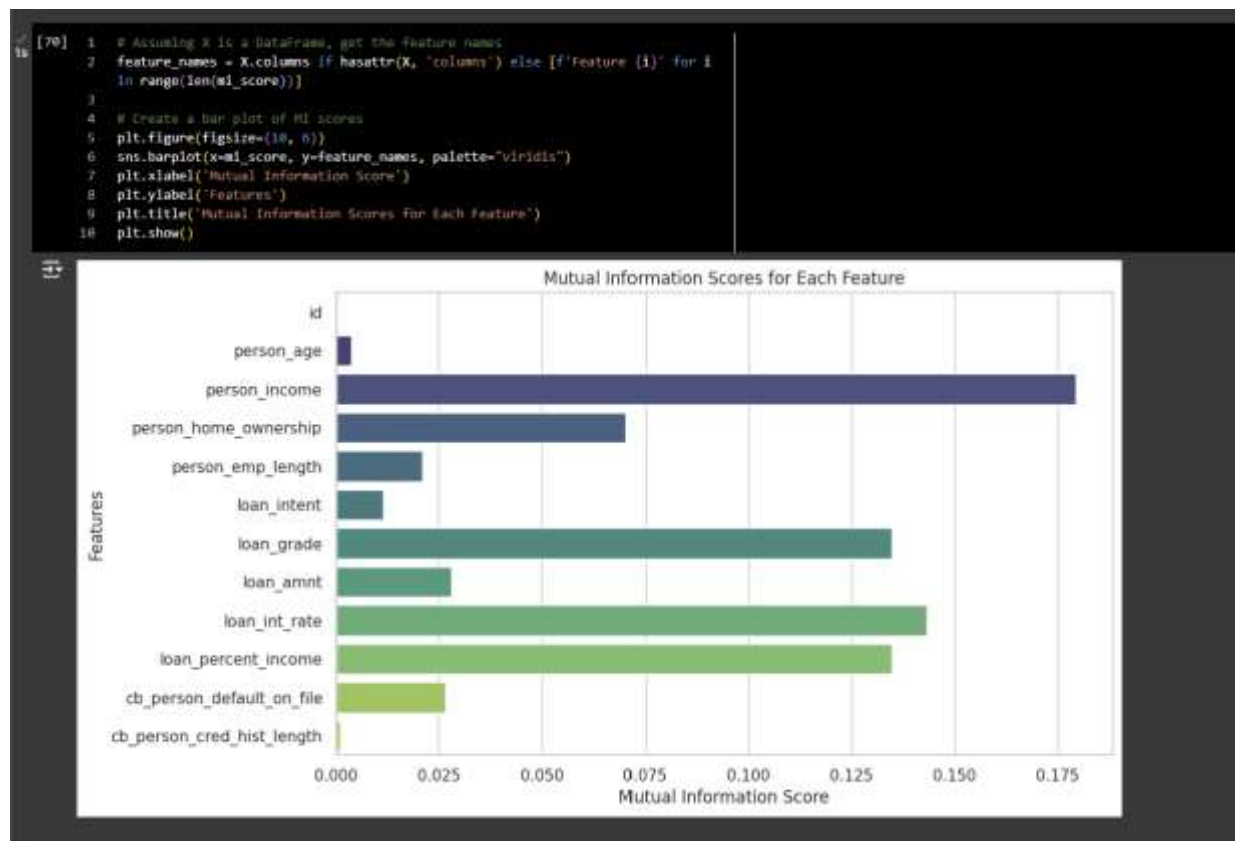 [70] 1 # Assuming X is a DataFrame, get the feature names
1s 2 feature_names = X.columns if hasattr(X, 'columns') else [f'Feature {i}' for i
in range(len(mi_score))]
3
4 # Create a bar plot of MI scores
5 plt.figure(figsize=(10, 6))
6 sns.barplot(x=mi_score, y=feature_names, palette="viridis")
7 plt.xlabel('Mutual Information Score')
8 plt.ylabel('Features')
9 plt.title('Mutual Information Scores for Each Feature')
10 plt.show()
Mutual Information Scores for Each Feature
id
person_age
person_income
person_home_ownership
person_emp_length
loan_intent
Features
loan_grade
loan_amnt
loan_int_rate
loan_percent_income
cb_person_default_on_file
cb_person_cred_hist_length
0.000 0.025 0.050 0.075 0.100 0.125 0.150 0.175
Mutual Information Score